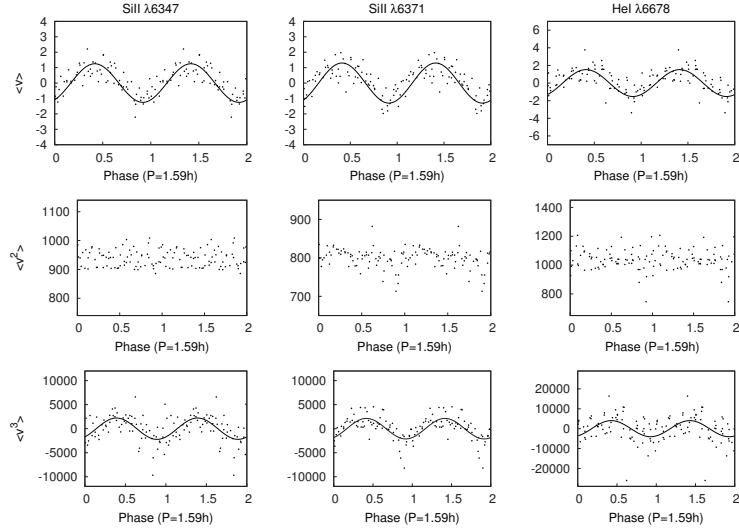 SiII λ6347 SiII λ6371 HeI λ6678
4 4 6
3 3 4
2 2 2
1 1 0
0 0 -2
-1 -1 -4
-2 -2 -6
-3 -3
-4 -4
<v>
0 0.5 1 1.5 2 0 0.5 1 1.5 2 0 0.5 1 1.5 2
Phase (P=1.59h) Phase (P=1.59h) Phase (P=1.59h)
1100 900 1400
1000 800 1200
900 700 1000
800 800
<v²>
0 0.5 1 1.5 2 0 0.5 1 1.5 2 0 0.5 1 1.5 2
Phase (P=1.59h) Phase (P=1.59h) Phase (P=1.59h)
10000 10000 20000
5000 5000 10000
0 0 0
-5000 -5000 -10000
-10000 -10000 -20000
<v³>
0 0.5 1 1.5 2 0 0.5 1 1.5 2 0 0.5 1 1.5 2
Phase (P=1.59h) Phase (P=1.59h) Phase (P=1.59h)